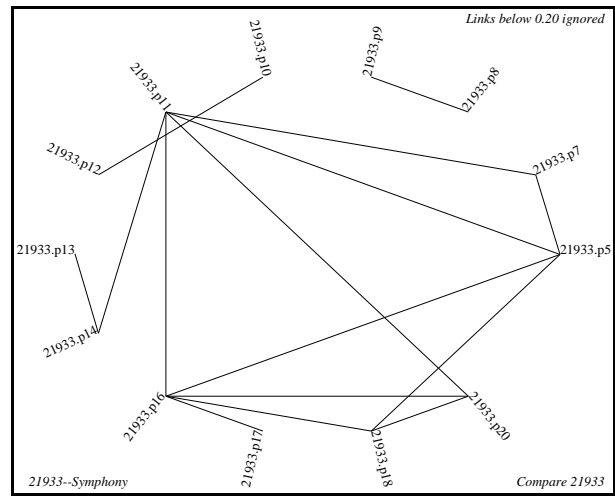 Links below 0.20 ignored
21933.p9
21933.p10
21933.p8
21933.p11
21933.p12
21933.p7
21933.p13
21933.p5
21933.p14
21933.p16
21933.p20
21933.p17
21933.p18
21933--Symphony
Compare 21933